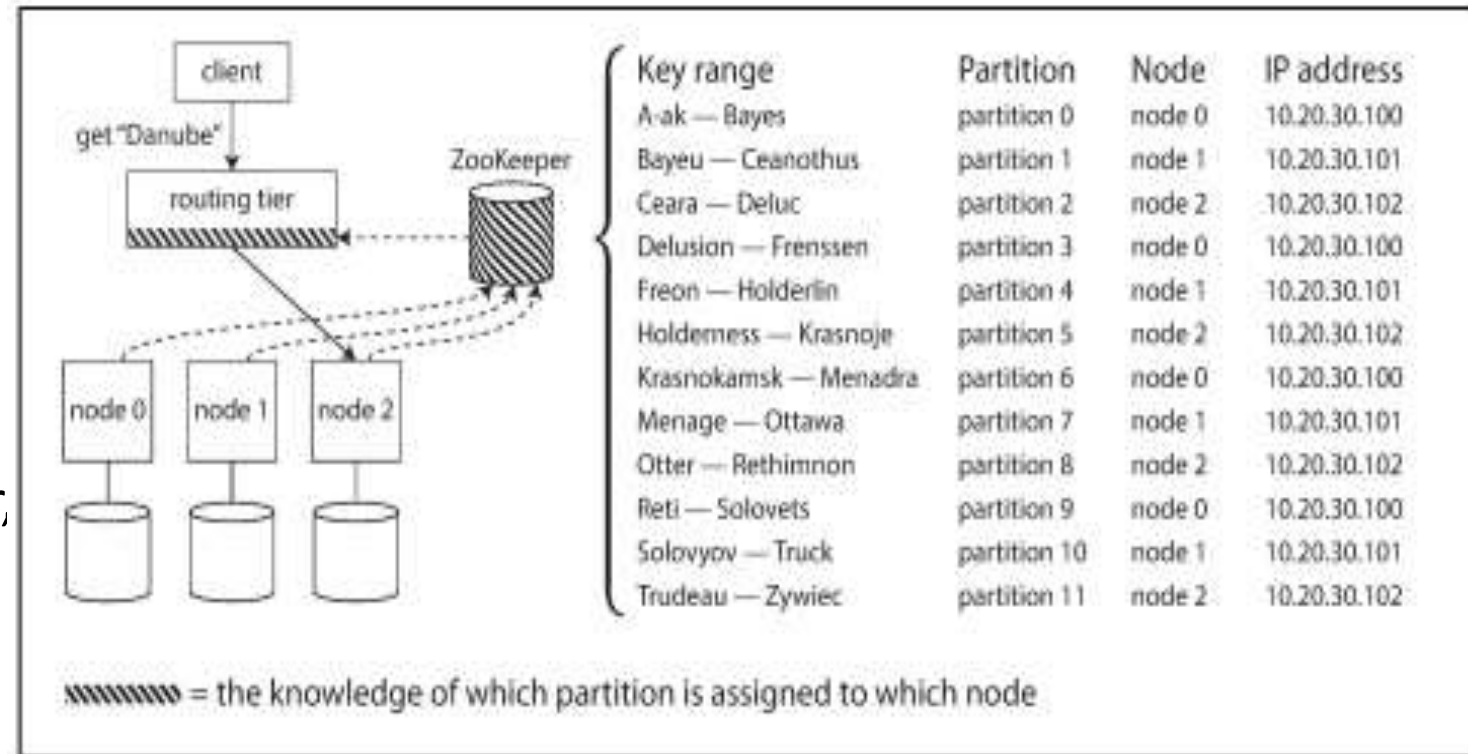 client
get "Danube"
routing tier
ZooKeeper
node 0 node 1 node 2
Key range Partition Node IP address
A-ak — Bayes partition 0 node 0 10.20.30.100
Bayeu — Ceanothus partition 1 node 1 10.20.30.101
Ceara — Deluc partition 2 node 2 10.20.30.102
Delusion — Frenssen partition 3 node 0 10.20.30.100
Freon — Holderlin partition 4 node 1 10.20.30.101
Holderness — Krasnoje partition 5 node 2 10.20.30.102
Krasnokamsk — Menadra partition 6 node 0 10.20.30.100
Menage — Ottawa partition 7 node 1 10.20.30.101
Otter — Rethimnon partition 8 node 2 10.20.30.102
Reti — Solovets partition 9 node 0 10.20.30.100
Solovyov — Truck partition 10 node 1 10.20.30.101
Trudeau — Zywiec partition 11 node 2 10.20.30.102
= the knowledge of which partition is assigned to which node